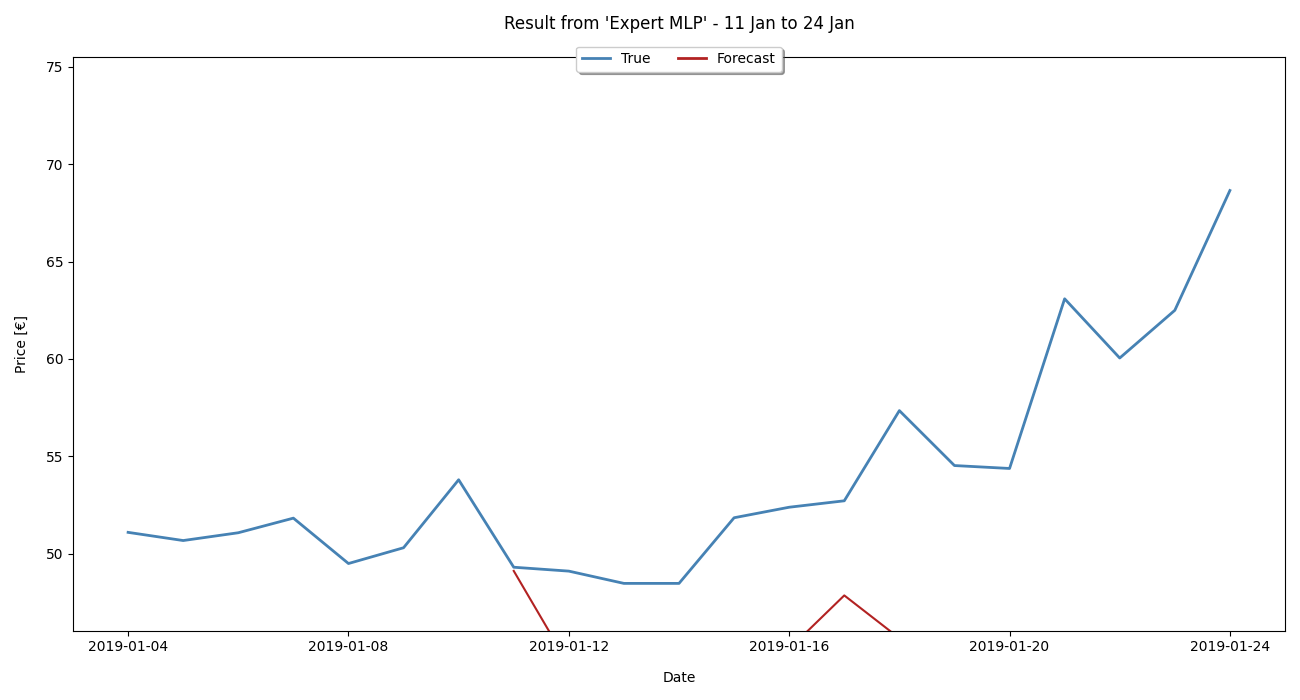 Result from 'Expert MLP' - 11 Jan to 24 Jan
True Forecast
75
70
65
60
55
50
Price [€]
2019-01-04 2019-01-08 2019-01-12 2019-01-16 2019-01-20 2019-01-24
Date